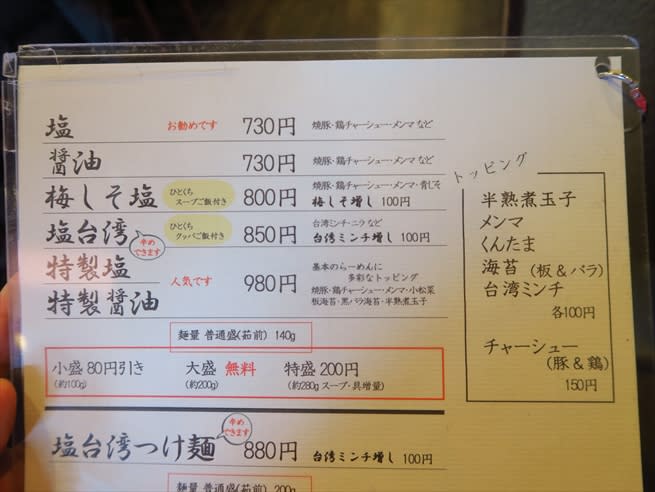 塩 お勧めです 730円 焼豚・鶏チャーシュー・メンマ など
醤油 730円 焼豚・鶏チャーシュー・メンマ など
梅しそ塩 ひとくち スープご飯付き 800円 焼豚・鶏チャーシュー・メンマ・青じそ
梅しそ増し 100円
塩台湾 ひとくち クッパご飯付き 850円 台湾ミンチ・ニラ など
台湾ミンチ増し 100円
辛め
できます
特製塩
特製醤油
人気です 980円
基本のらーめんに
多彩なトッピング
焼豚・鶏チャーシュー・メンマ・小松菜
板海苔・黒バラ海苔・半熟煮玉子
麺量 普通盛(茹前) 140g
小盛 80円引き 大盛 無料 特盛 200円
(約100g) (約200g) (約280g スープ・具増量)
辛め
できます
塩台湾つけ麺 880円 台湾ミンチ増し 100円
麺量 普通盛(茹前) 200g
トッピング
半熟煮玉子
メンマ
くんたま
海苔 (板&バラ)
台湾ミンチ
各100円
チャーシュー
(豚&鶏)
150円